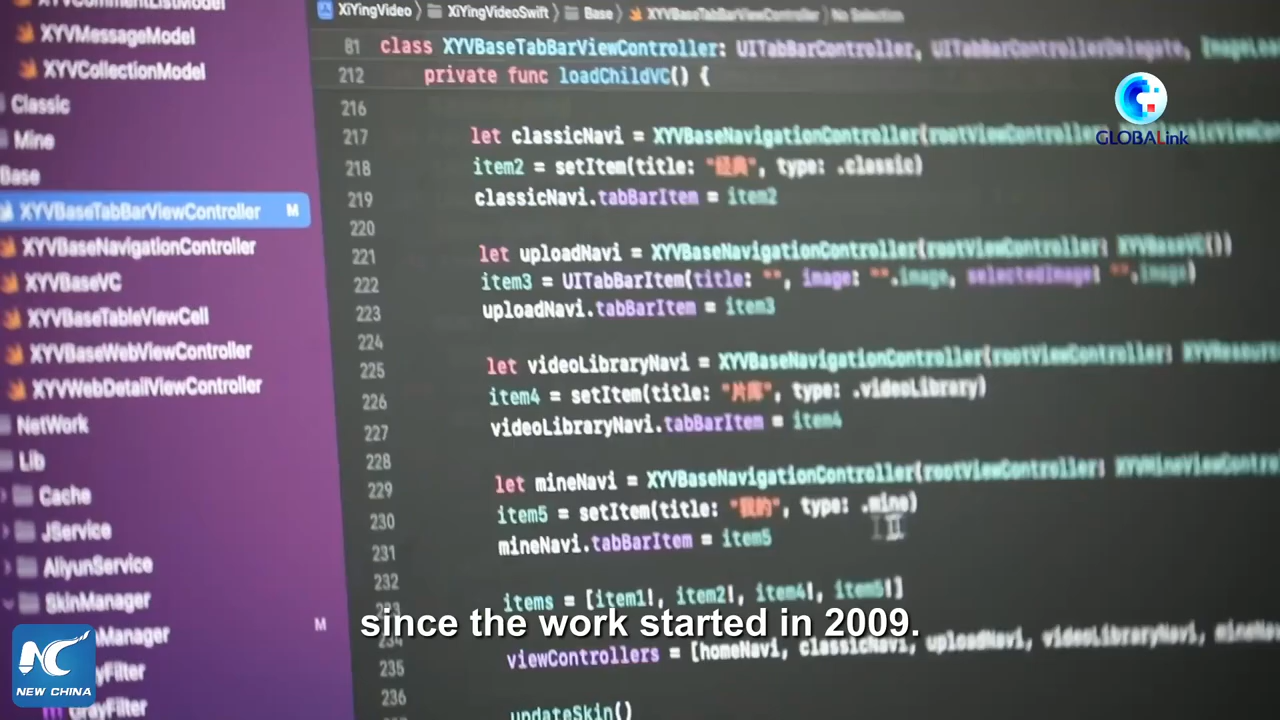 XYVCommentListModel
XYVMessageModel
XYVCollectionModel
Classic
Mine
Base
XYVBaseTabBarViewController M
XYVBaseNavigationController
XYVBaseVC
XYVBaseTableViewCell
XYVBaseWebViewController
XYVWebDetailViewController
NetWork
Lib
Cache
JService
AliyunService
SkinManager
nManager M
yFilter
GrayFilter
XiYingVideo 〉 XiYingVideoSwift 〉 Base 〉 XYVBaseTabBarViewController 〉 No Selection
81 class XYVBaseTabBarViewController: UITabBarController, UITabBarControllerDelegate,
212 private func loadChildVC() {
216
217 let classicNavi = XYVBaseNavigationController(rootViewController:
218 item2 = setItem(title: "经典", type: .classic)
219 classicNavi.tabBarItem = item2
220
221 let uploadNavi = XYVBaseNavigationController(rootViewController: XYVBaseVC())
222 item3 = UITabBarItem(title: "", image: "".image, selectedImage: "".image)
223 uploadNavi.tabBarItem = item3
224
225 let videoLibraryNavi = XYVBaseNavigationController(rootViewController:
226 item4 = setItem(title: "片库", type: .videoLibrary)
227 videoLibraryNavi.tabBarItem = item4
228
229 let mineNavi = XYVBaseNavigationController(rootViewController: XYVMineViewContro
230 item5 = setItem(title: "我的", type: .mine)
231 mineNavi.tabBarItem = item5
232
items = [item1!, item2!, item4!, item5!]
235 viewControllers = [homeNavi, classicNavi, uploadNavi, videoLibraryNavi, mineNa
236
updateSkin()
GLOBALink
since the work started in 2009.
NEW CHINA